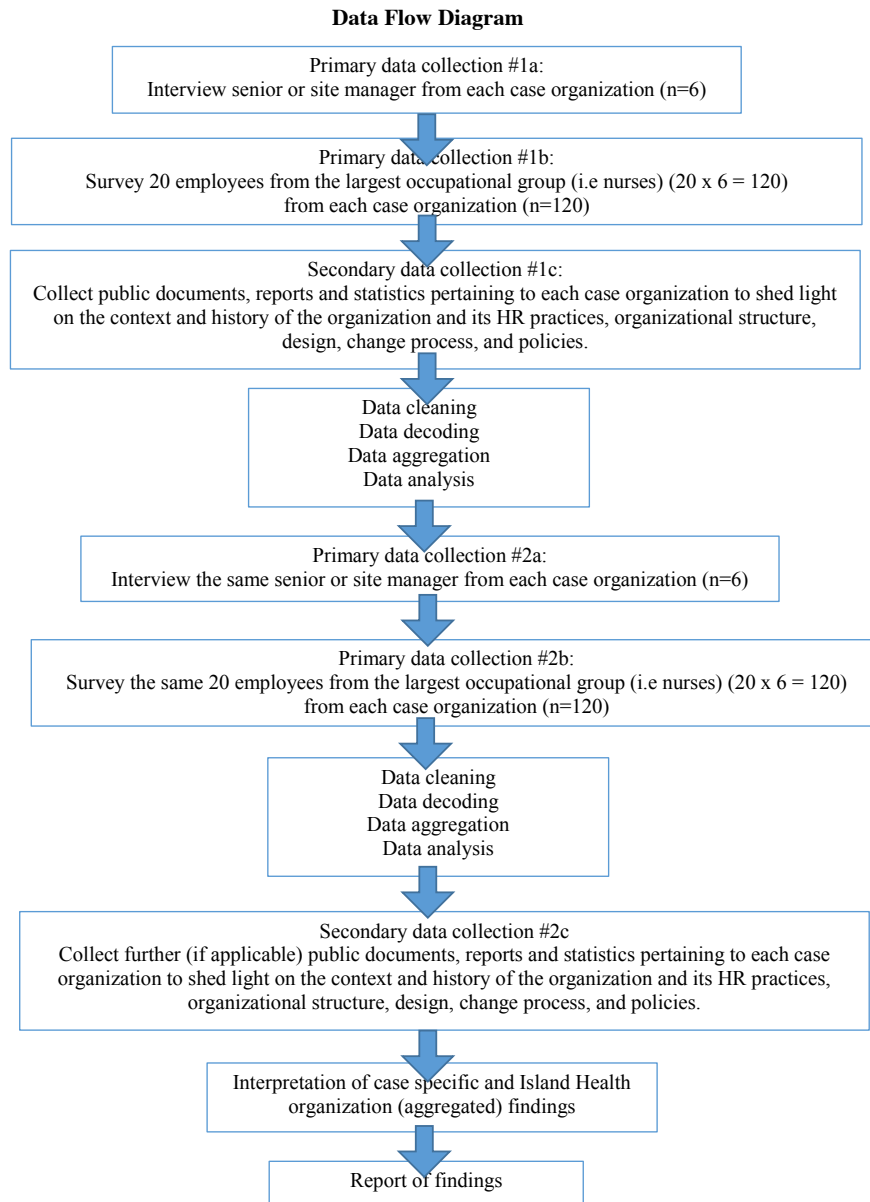 Data Flow Diagram
Primary data collection #1a:
Interview senior or site manager from each case organization (n=6)
Primary data collection #1b:
Survey 20 employees from the largest occupational group (i.e nurses) (20 x 6 = 120)
from each case organization (n=120)
Secondary data collection #1c:
Collect public documents, reports and statistics pertaining to each case organization to shed light
on the context and history of the organization and its HR practices, organizational structure,
design, change process, and policies.
Data cleaning
Data decoding
Data aggregation
Data analysis
Primary data collection #2a:
Interview the same senior or site manager from each case organization (n=6)
Primary data collection #2b:
Survey the same 20 employees from the largest occupational group (i.e nurses) (20 x 6 = 120)
from each case organization (n=120)
Data cleaning
Data decoding
Data aggregation
Data analysis
Secondary data collection #2c
Collect further (if applicable) public documents, reports and statistics pertaining to each case
organization to shed light on the context and history of the organization and its HR practices,
organizational structure, design, change process, and policies.
Interpretation of case specific and Island Health
organization (aggregated) findings
Report of findings